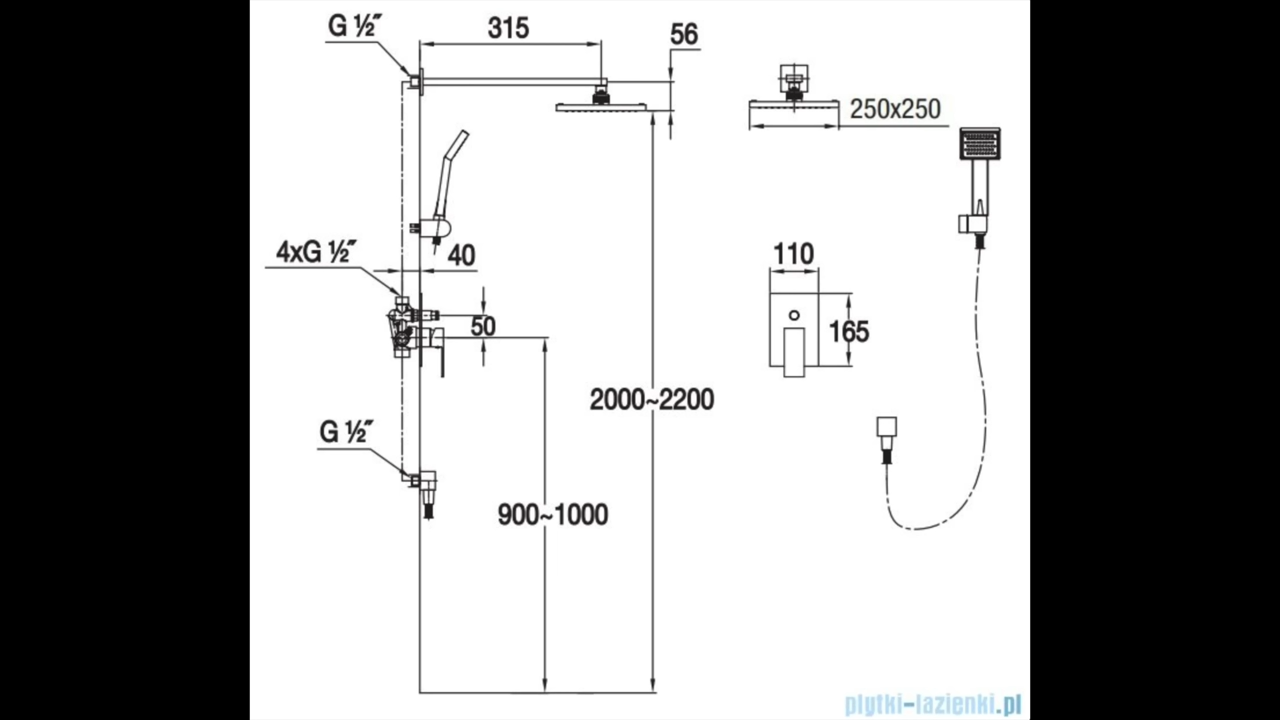 G ½″
315
56
250x250
4xG ½″
40
110
50
165
2000~2200
G ½″
900~1000
plytki-lazienki.pl